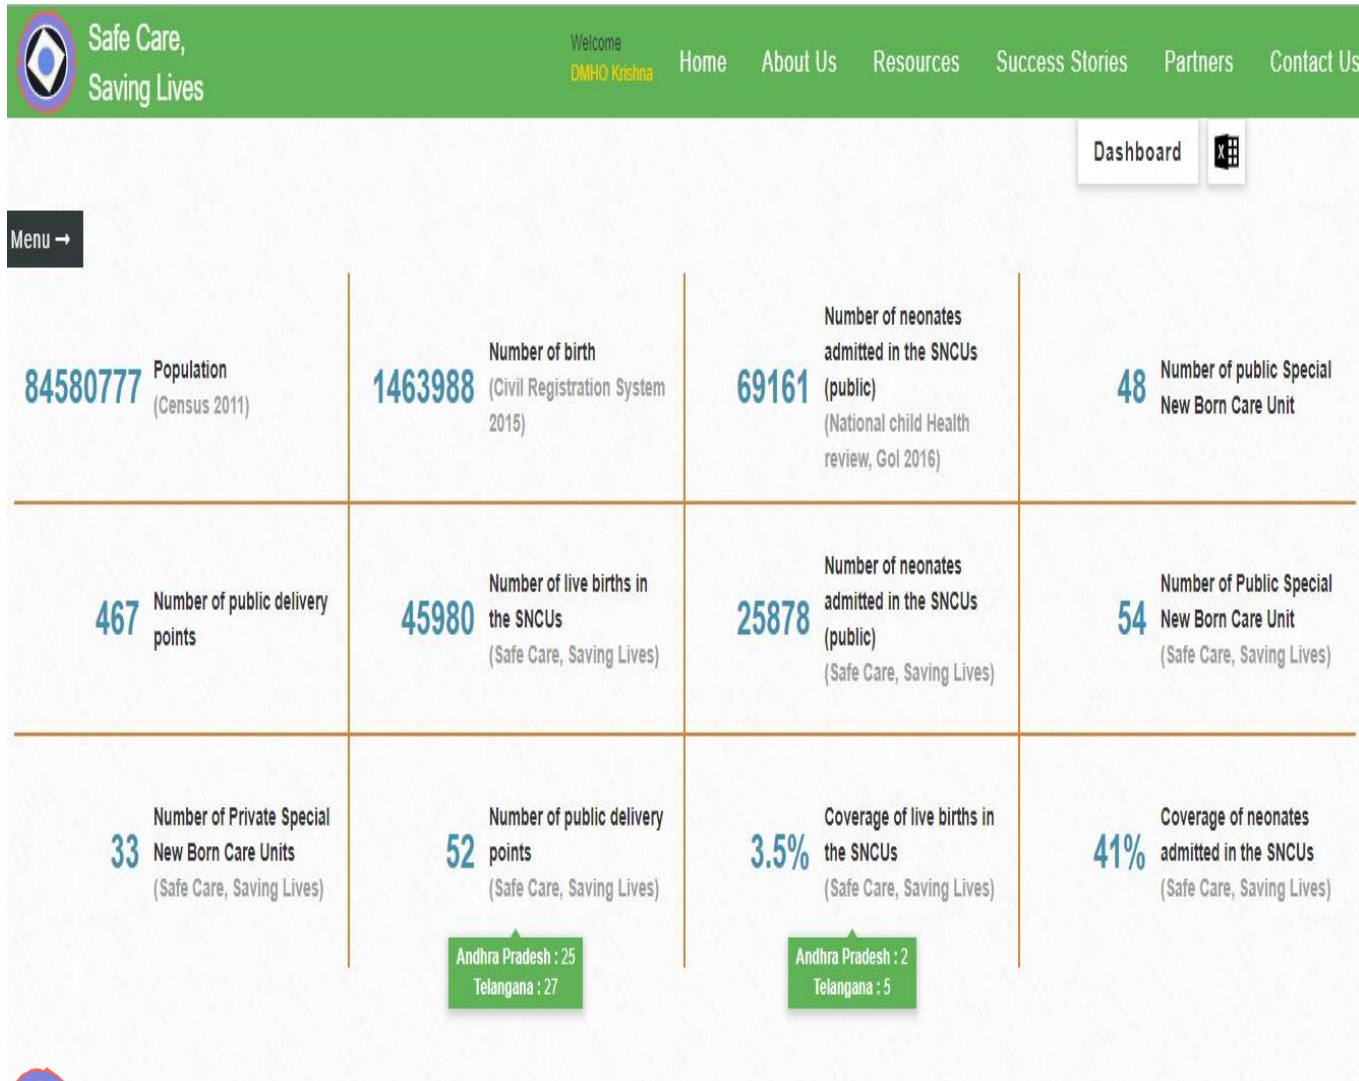 Safe Care,
Saving Lives
Welcome
DMHO Krishna
Home About Us Resources Success Stories Partners Contact Us
Dashboard
Menu →
84580777
Population
(Census 2011)
1463988
Number of birth
(Civil Registration System
2015)
69161
Number of neonates
admitted in the SNCUs
(public)
(National child Health
review, GoI 2016)
48
Number of public Special
New Born Care Unit
467
Number of public delivery
points
45980
Number of live births in
the SNCUs
(Safe Care, Saving Lives)
25878
Number of neonates
admitted in the SNCUs
(public)
(Safe Care, Saving Lives)
54
Number of Public Special
New Born Care Unit
(Safe Care, Saving Lives)
33
Number of Private Special
New Born Care Units
(Safe Care, Saving Lives)
52
Number of public delivery
points
(Safe Care, Saving Lives)
Andhra Pradesh : 25
Telangana : 27
3.5%
Coverage of live births in
the SNCUs
(Safe Care, Saving Lives)
Andhra Pradesh : 2
Telangana : 5
41%
Coverage of neonates
admitted in the SNCUs
(Safe Care, Saving Lives)